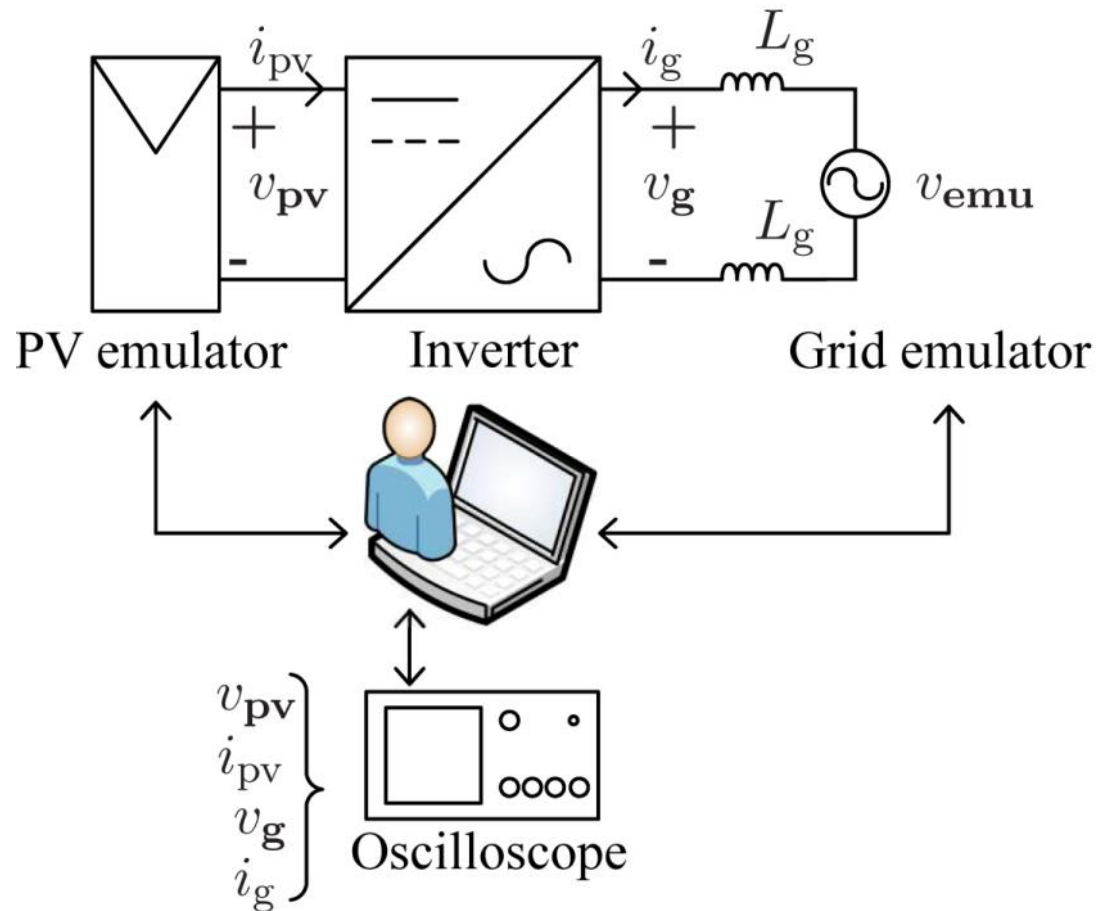 i_pv
i_g
L_g
+
v_pv
-
+
v_g
-
L_g
v_emu
PV emulator
Inverter
Grid emulator
v_pv
i_pv
v_g
i_g
Oscilloscope